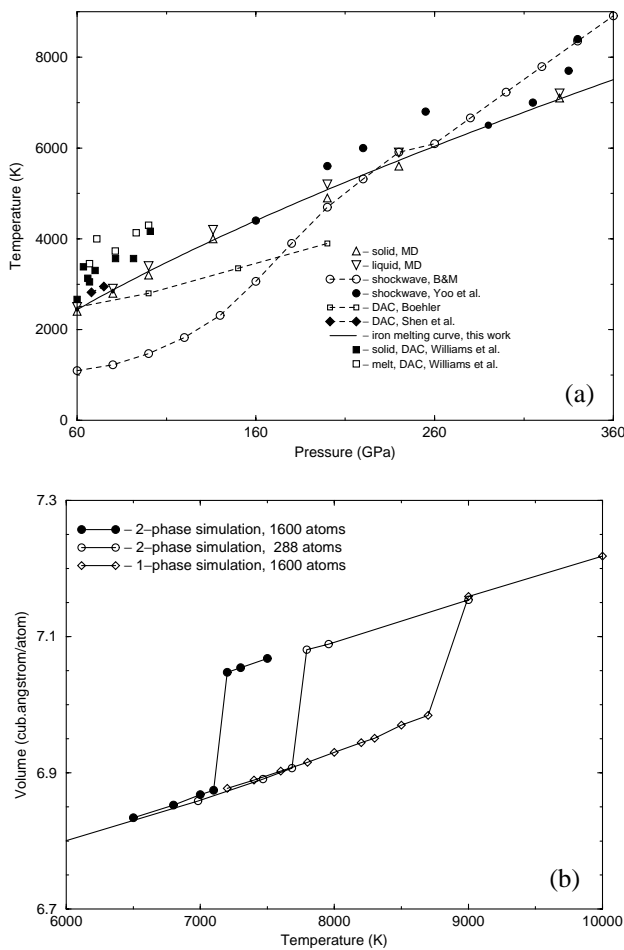 8000
6000
4000
2000
0
Temperature (K)
– solid, MD
– liquid, MD
– shockwave, B&M
– shockwave, Yoo et al.
– DAC, Boehler
– DAC, Shen et al.
– iron melting curve, this work
– solid, DAC, Williams et al.
– melt, DAC, Williams et al.
(a)
60
160
260
360
Pressure (GPa)
7.3
7.1
6.9
6.7
Volume (cub.angstrom/atom)
– 2–phase simulation, 1600 atoms
– 2–phase simulation, 288 atoms
– 1–phase simulation, 1600 atoms
(b)
6000
7000
8000
9000
10000
Temperature (K)